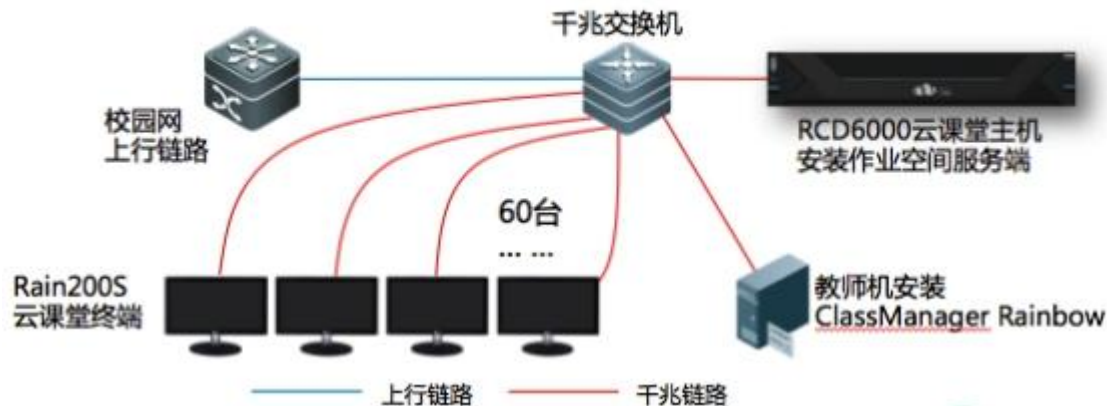 千兆交换机
校园网
上行链路
RCD6000云课堂主机
安装作业空间服务端
60台
... ...
Rain200S
云课堂终端
教师机安装
ClassManager Rainbow
上行链路
千兆链路